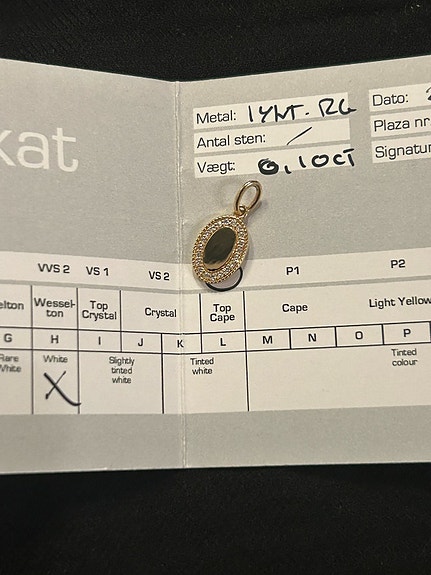 kat
Metal: 14KT. RG
Antal sten: /
Vægt: 0,10ct
Dato:
Plaza nr.
Signatur
VVS 2 VS 1 VS 2 P1 P2
elton Wessel-ton Top Crystal Crystal Top Cape Cape Light Yellow
G H I J K L M N O P
Rare White White Slightly tinted white Tinted white Tinted colour
X